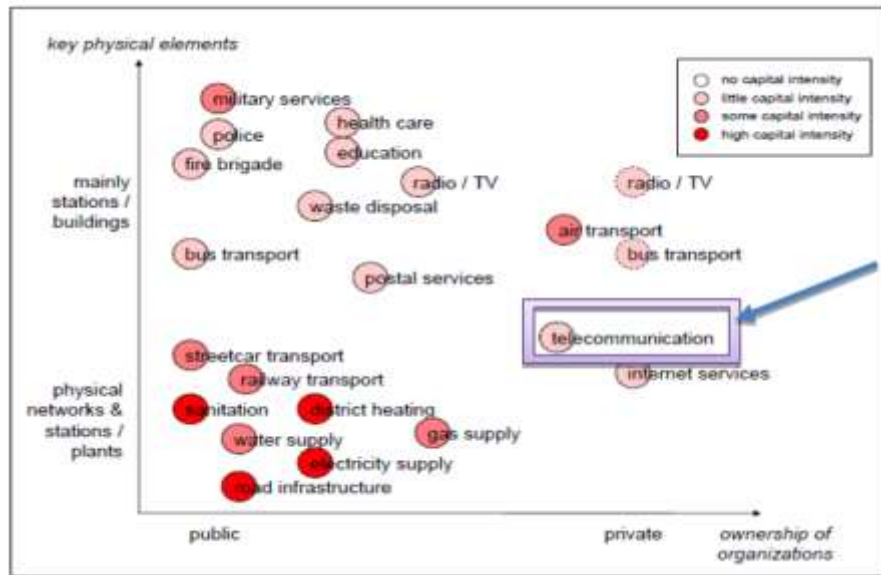 key physical elements
no capital intensity
little capital intensity
some capital intensity
high capital intensity
military services
health care
police
education
fire brigade
mainly
stations /
buildings
radio / TV
radio / TV
waste disposal
air transport
bus transport
bus transport
postal services
telecommunication
streetcar transport
railway transport
internet services
physical
networks &
stations /
plants
sanitation
district heating
gas supply
water supply
electricity supply
road infrastructure
public
private
ownership of
organizations